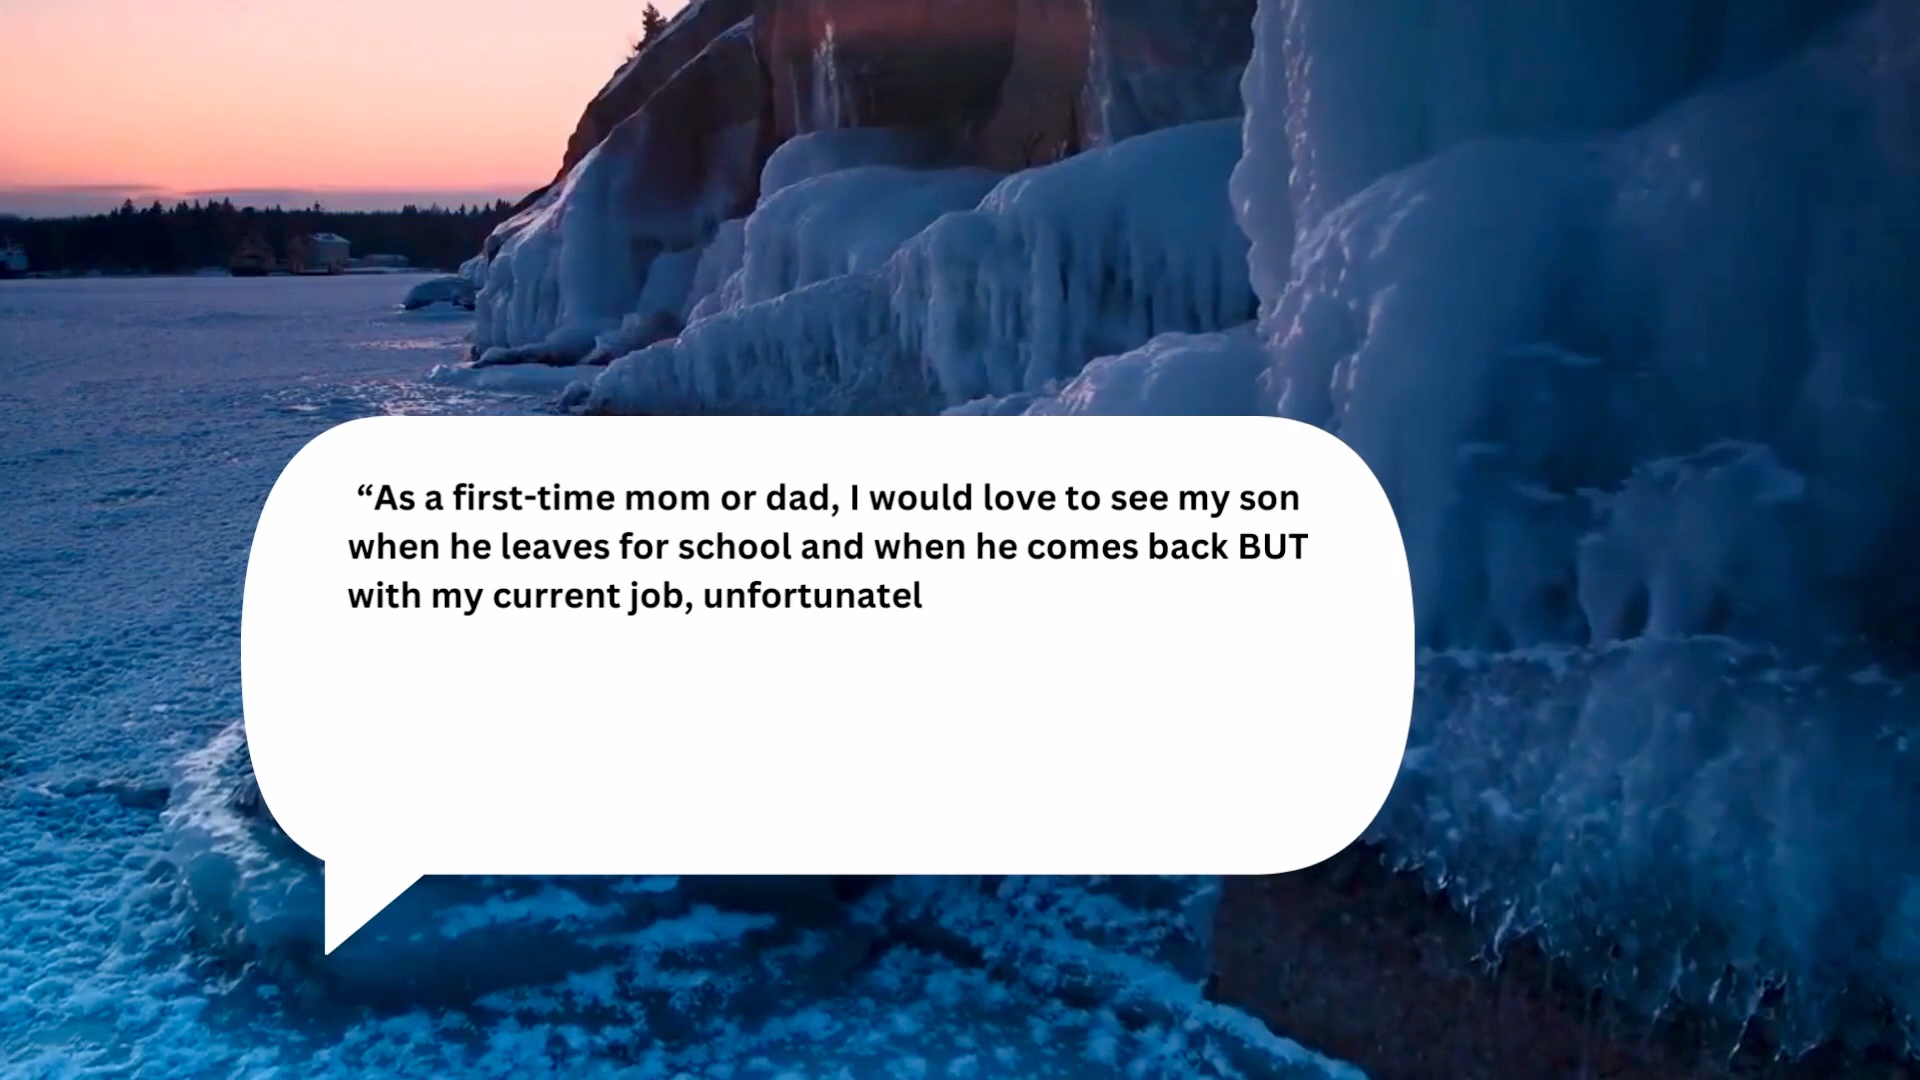 “As a first-time mom or dad, I would love to see my son
when he leaves for school and when he comes back BUT
with my current job, unfortunatel